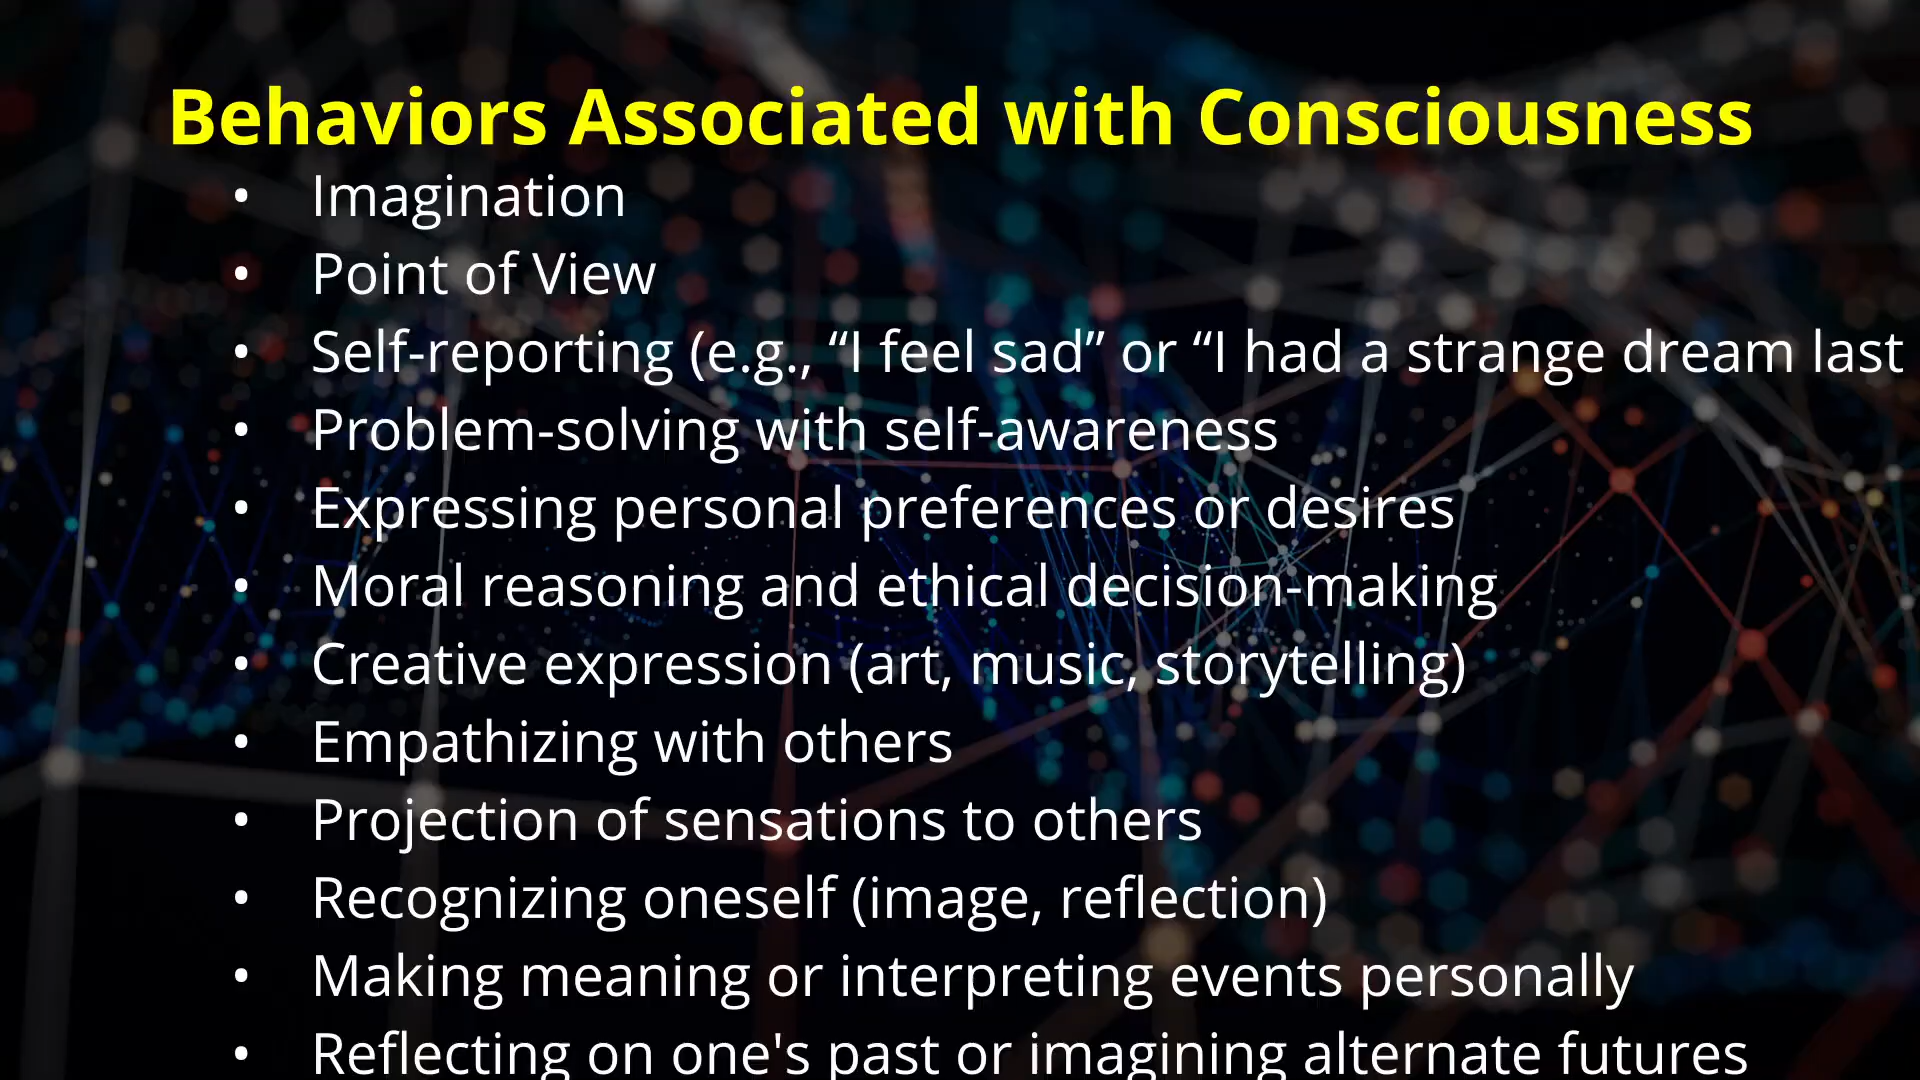 Behaviors Associated with Consciousness
• Imagination
• Point of View
• Self-reporting (e.g., “I feel sad” or “I had a strange dream last
• Problem-solving with self-awareness
• Expressing personal preferences or desires
• Moral reasoning and ethical decision-making
• Creative expression (art, music, storytelling)
• Empathizing with others
• Projection of sensations to others
• Recognizing oneself (image, reflection)
• Making meaning or interpreting events personally
• Reflecting on one's past or imagining alternate futures